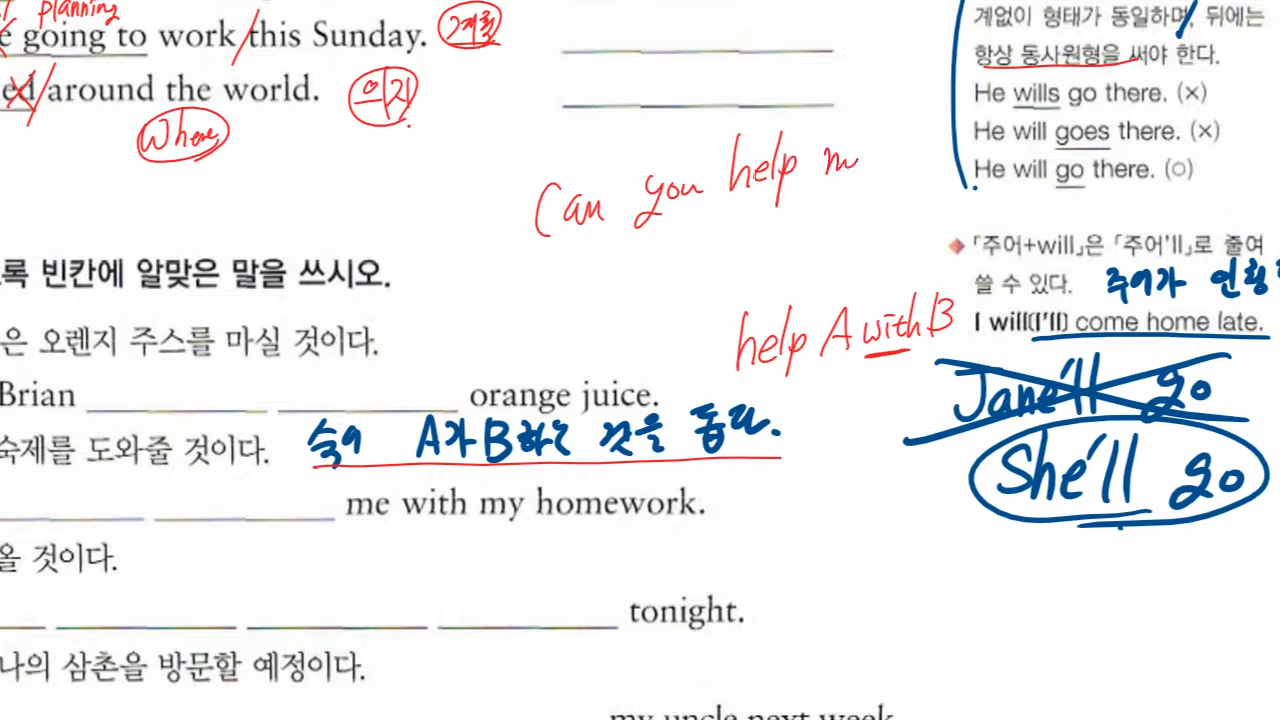 planning
going to work this Sunday.
계획
ed around the world.
의지
Where
Can you help m
록 빈칸에 알맞은 말을 쓰시오.
은 오렌지 주스를 마실 것이다.
help A with B
Brian ________ ________ orange juice.
숙제를 도와줄 것이다.
숙어 A가 B하는 것을 돕다.
________ ________ me with my homework.
올 것이다.
________ ________ ________ ________ tonight.
나의 삼촌을 방문할 예정이다.
my uncle next week.
계없이 형태가 동일하며, 뒤에는
항상 동사원형을 써야 한다.
He wills go there. (×)
He will goes there. (×)
He will go there. (○)
◆ 「주어+will」은 「주어'll」로 줄여
쓸 수 있다.
주어가 인칭
I will(I'll) come home late.
Jane'll go
She'll go